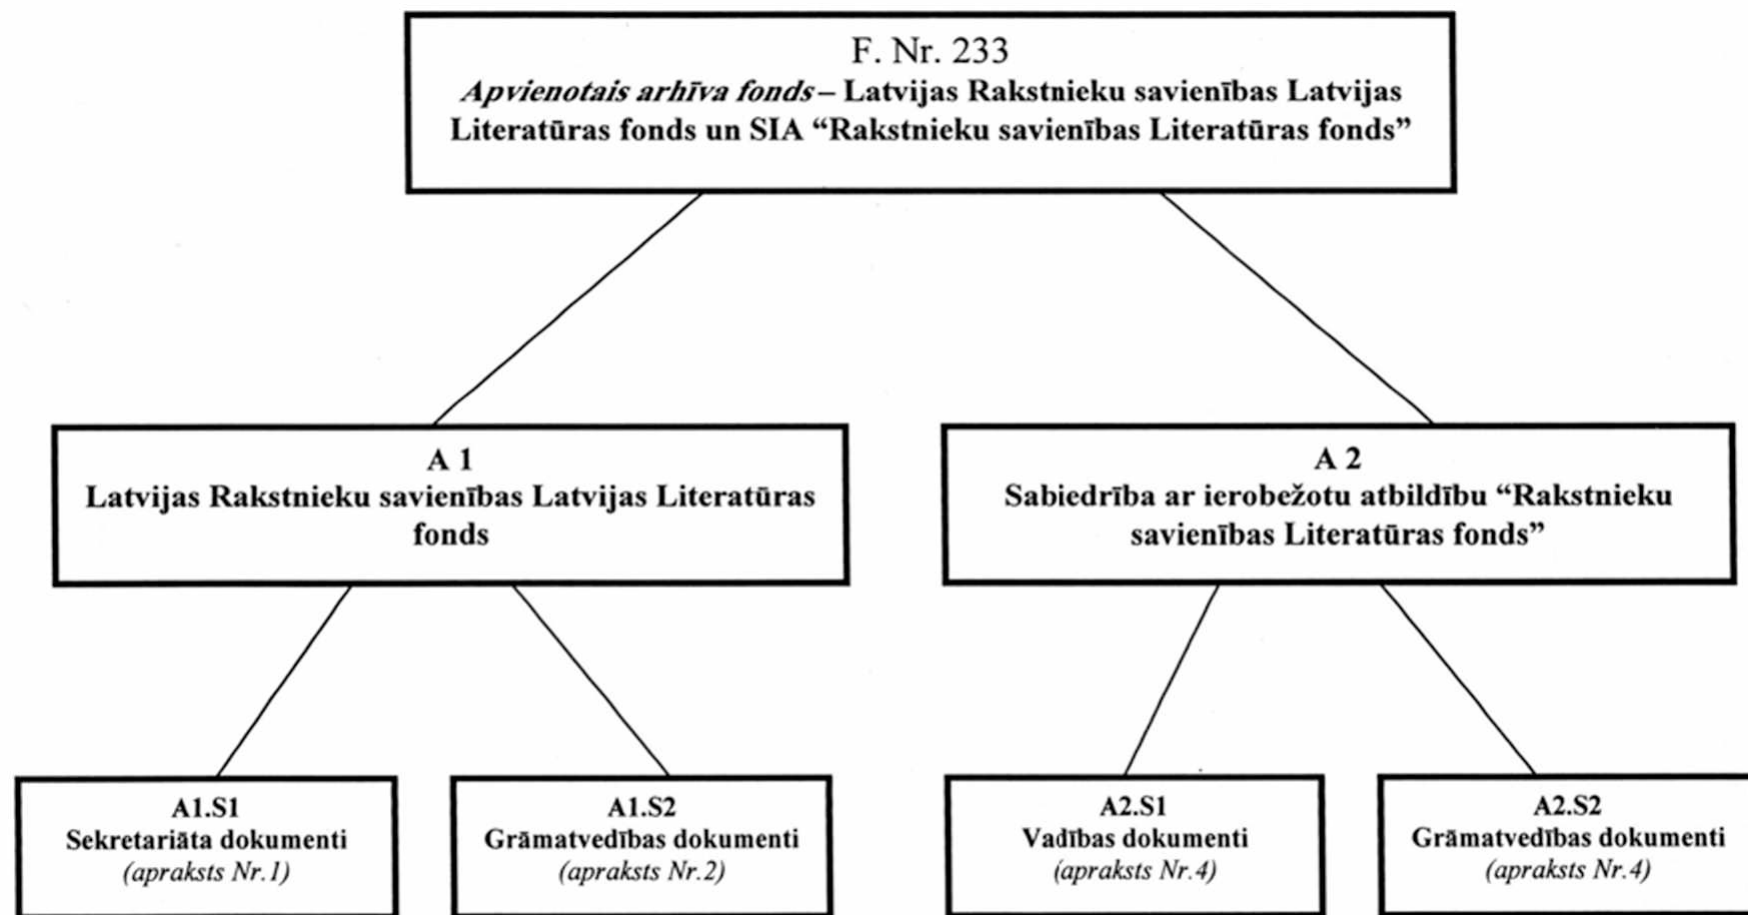 F. Nr. 233
Apvienotais arhīva fonds – Latvijas Rakstnieku savienības Latvijas
Literatūras fonds un SIA “Rakstnieku savienības Literatūras fonds”
A 1
Latvijas Rakstnieku savienības Latvijas Literatūras
fonds
A 2
Sabiedrība ar ierobežotu atbildību “Rakstnieku
savienības Literatūras fonds”
A1.S1
Sekretariāta dokumenti
(apraksts Nr.1)
A1.S2
Grāmatvedības dokumenti
(apraksts Nr.2)
A2.S1
Vadības dokumenti
(apraksts Nr.4)
A2.S2
Grāmatvedības dokumenti
(apraksts Nr.4)